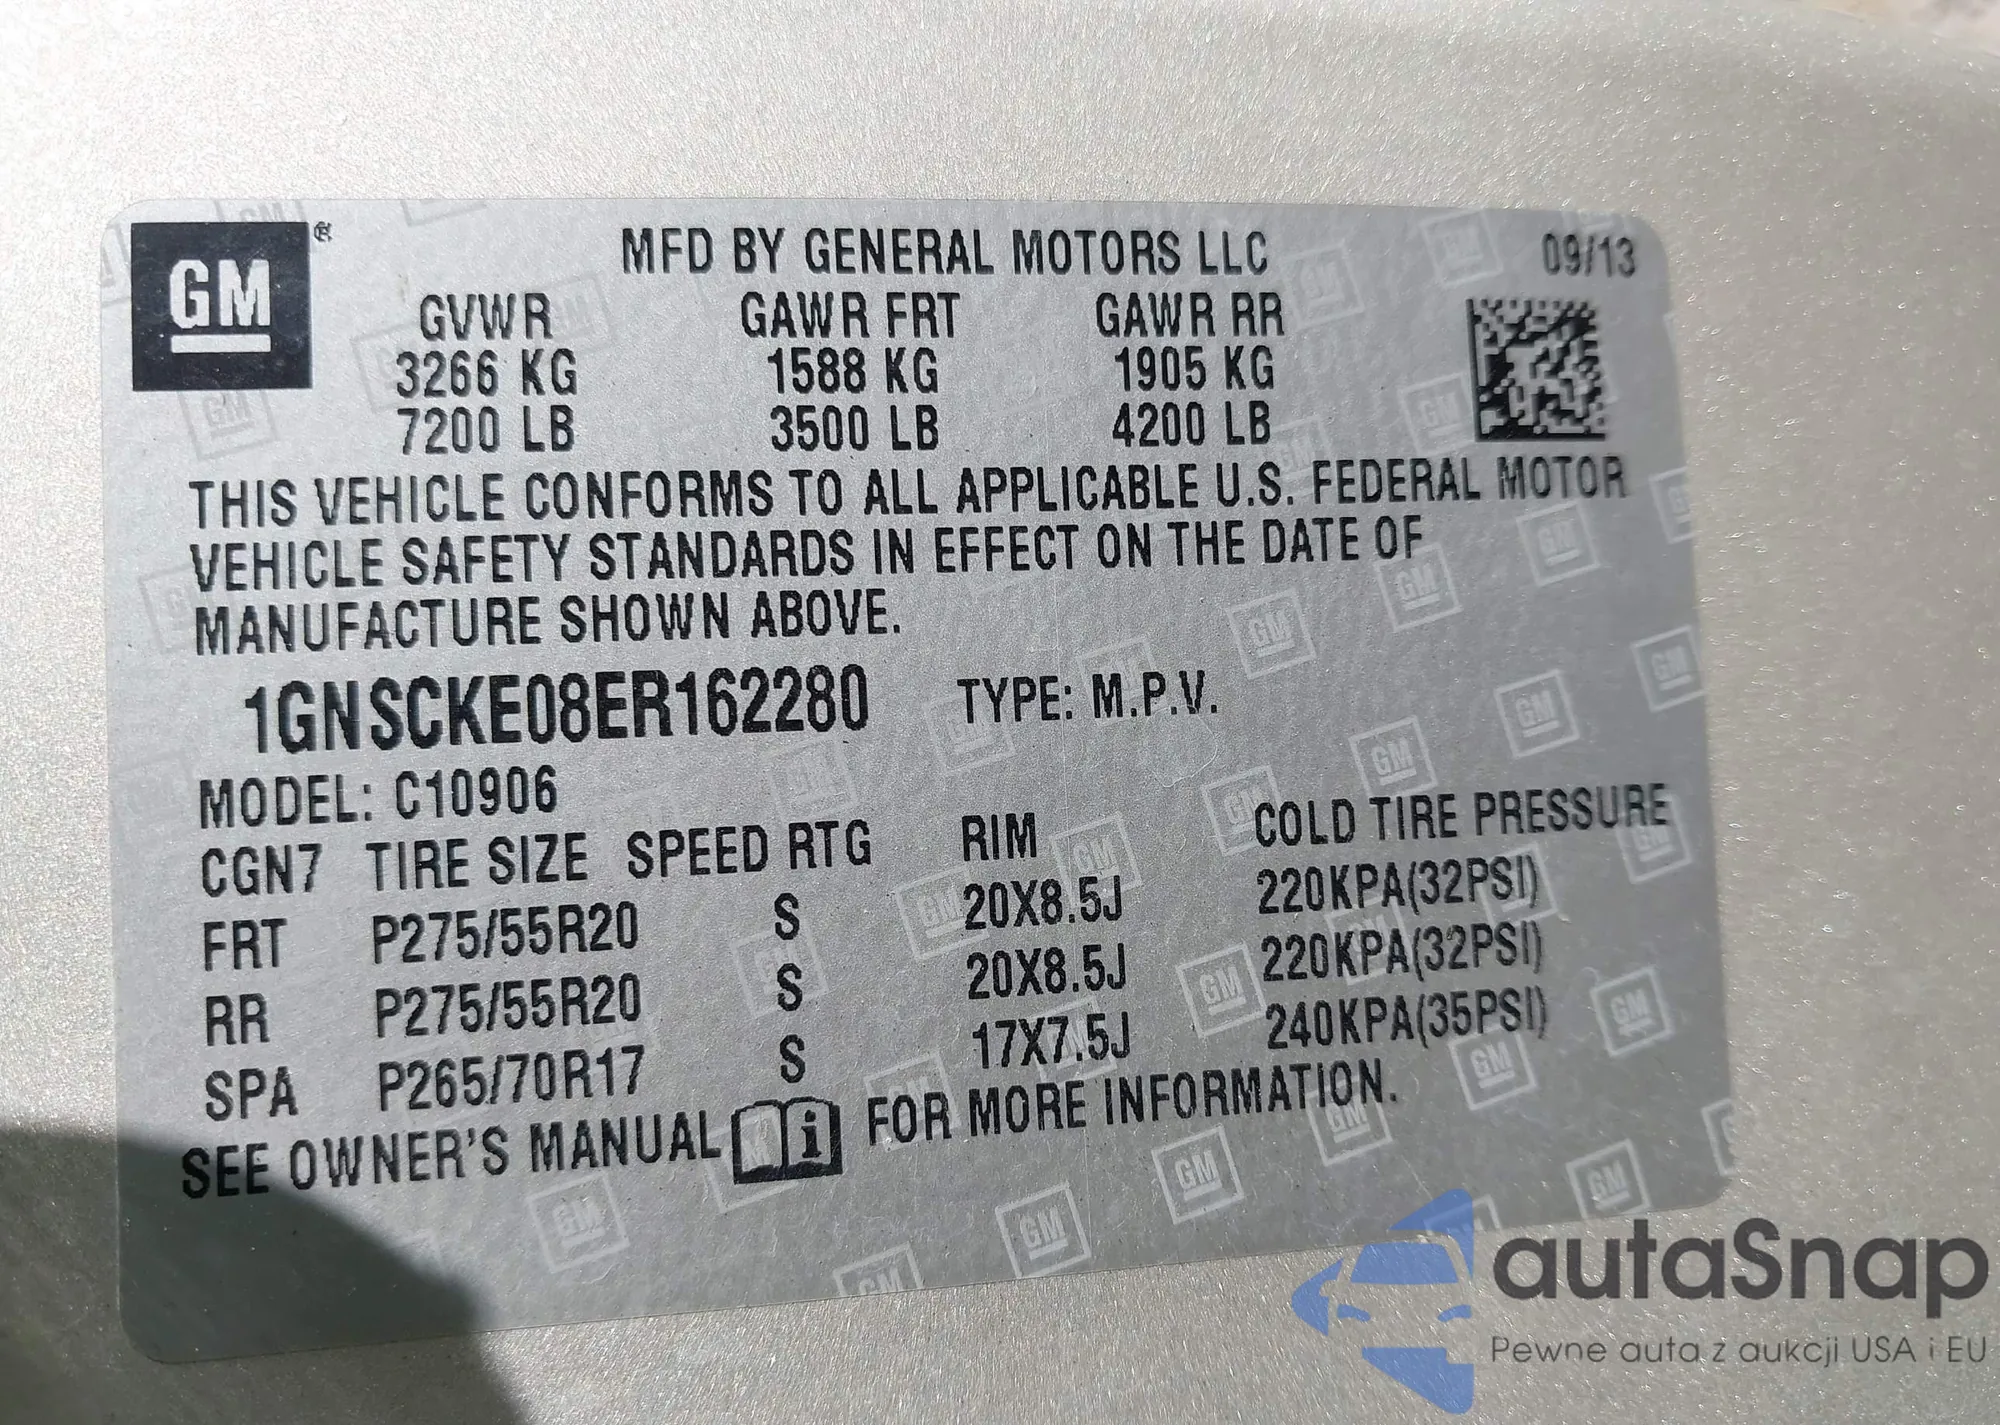 GM ® MFD BY GENERAL MOTORS LLC 09/13
GVWR GAWR FRT GAWR RR
3266 KG 1588 KG 1905 KG
7200 LB 3500 LB 4200 LB
THIS VEHICLE CONFORMS TO ALL APPLICABLE U.S. FEDERAL MOTOR
VEHICLE SAFETY STANDARDS IN EFFECT ON THE DATE OF
MANUFACTURE SHOWN ABOVE.
1GNSCKE08ER162280 TYPE: M.P.V.
MODEL: C10906
CGN7 TIRE SIZE SPEED RTG RIM COLD TIRE PRESSURE
FRT P275/55R20 S 20X8.5J 220KPA(32PSI)
RR P275/55R20 S 20X8.5J 220KPA(32PSI)
SPA P265/70R17 S 17X7.5J 240KPA(35PSI)
SEE OWNER'S MANUAL i FOR MORE INFORMATION.
autaSnap
Pewne auta z aukcji USA i EU